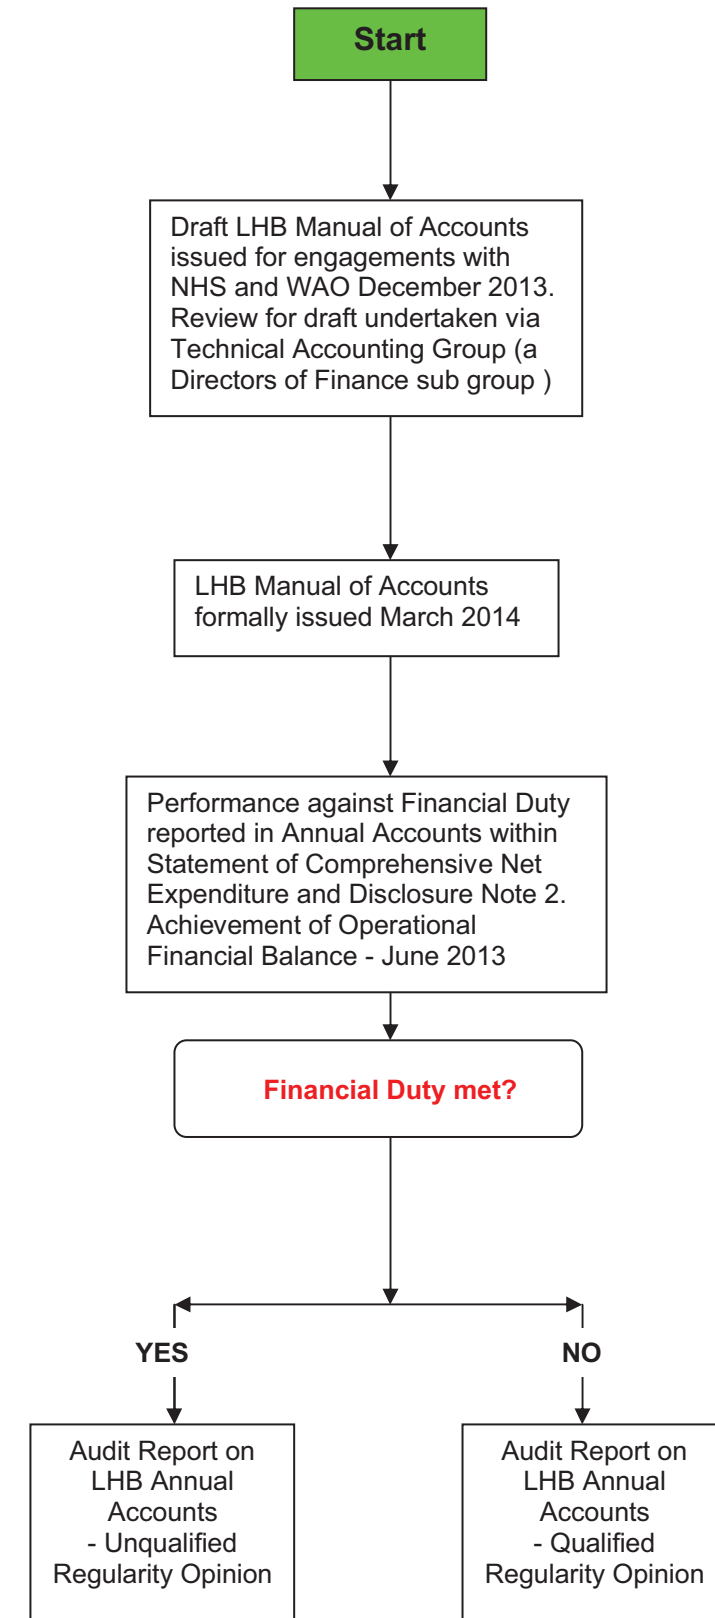 Start
Draft LHB Manual of Accounts
issued for engagements with
NHS and WAO December 2013.
Review for draft undertaken via
Technical Accounting Group (a
Directors of Finance sub group )
LHB Manual of Accounts
formally issued March 2014
Performance against Financial Duty
reported in Annual Accounts within
Statement of Comprehensive Net
Expenditure and Disclosure Note 2.
Achievement of Operational
Financial Balance - June 2013
Financial Duty met?
YES
NO
Audit Report on
LHB Annual
Accounts
- Unqualified
Regularity Opinion
Audit Report on
LHB Annual
Accounts
- Qualified
Regularity Opinion